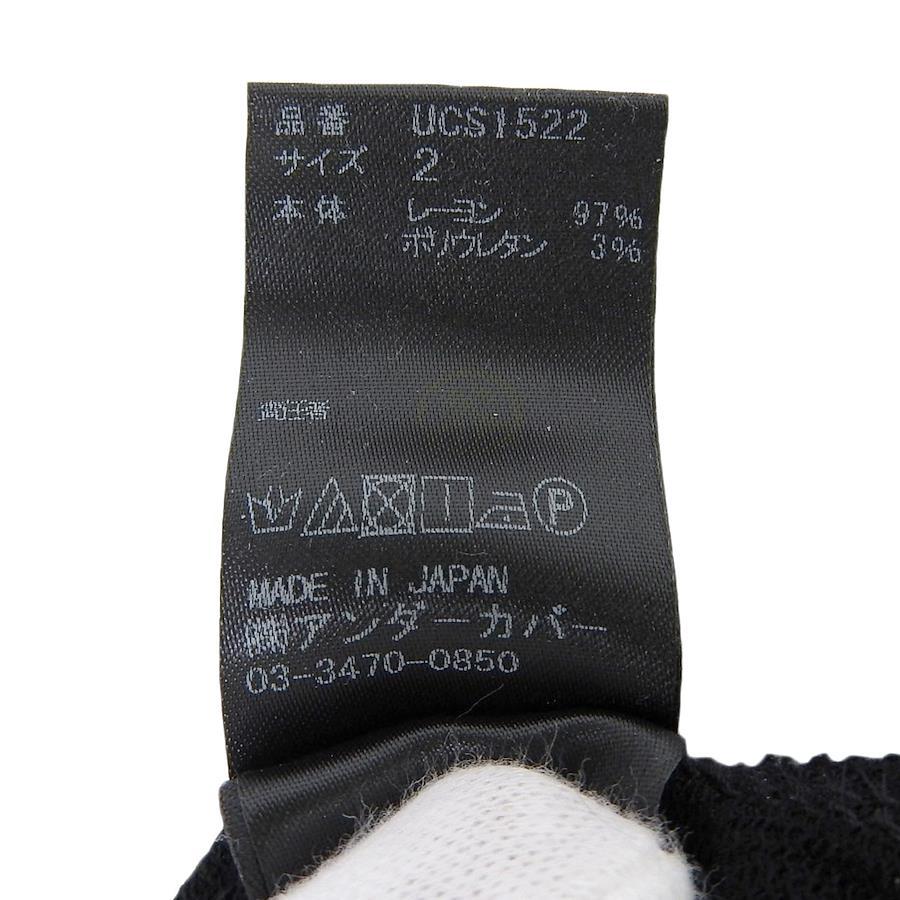 品番 UCS1522
サイズ 2
本体 レーヨン 97%
ポリウレタン 3%
MADE IN JAPAN
㈱アンダーカバー
03-3470-0850